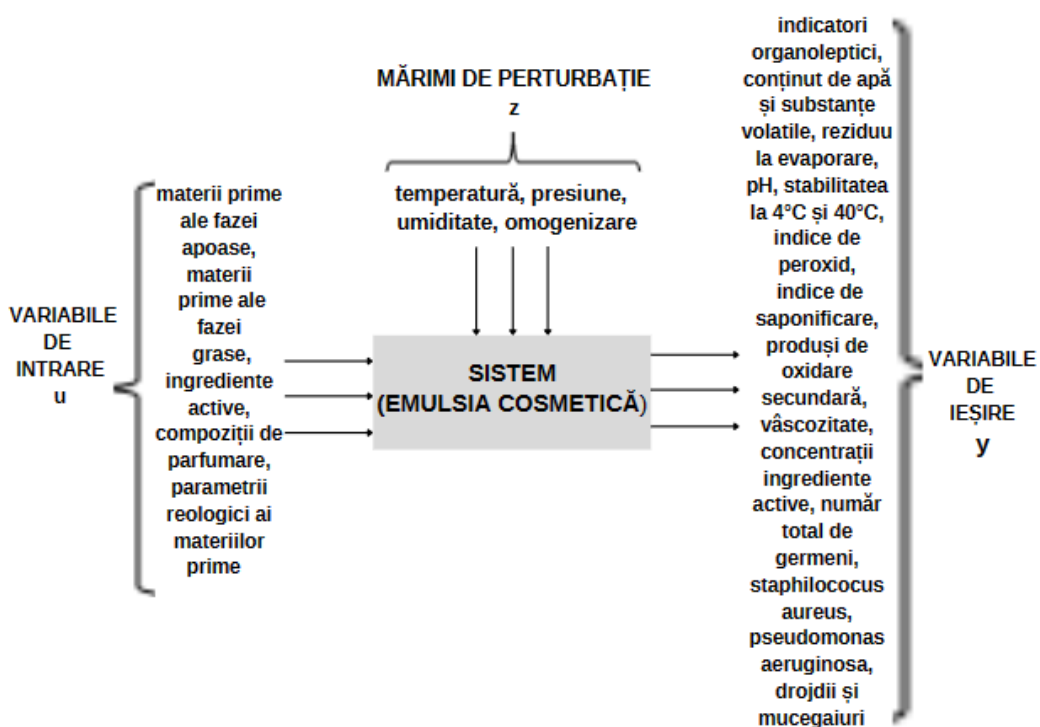 MĂRIMI DE PERTURBAȚIE
z
temperatură, presiune,
umiditate, omogenizare
VARIABILE
DE
INTRARE
u
materii prime
ale fazei
apoase,
materii
prime ale
fazei
grase,
ingrediente
active,
compoziții de
parfumare,
parametrii
reologici ai
materiilor
prime
SISTEM
(EMULSIA COSMETICĂ)
indicatori
organoleptici,
conținut de apă
și substanțe
volatile, reziduu
la evaporare,
pH, stabilitatea
la 4°C și 40°C,
indice de
peroxid,
indice de
saponificare,
produși de
oxidare
secundară,
vâscozitate,
concentrații
ingrediente
active, număr
total de
germeni,
staphilococus
aureus,
pseudomonas
aeruginosa,
drojdii și
mucegaiuri
VARIABILE
DE
IEȘIRE
y